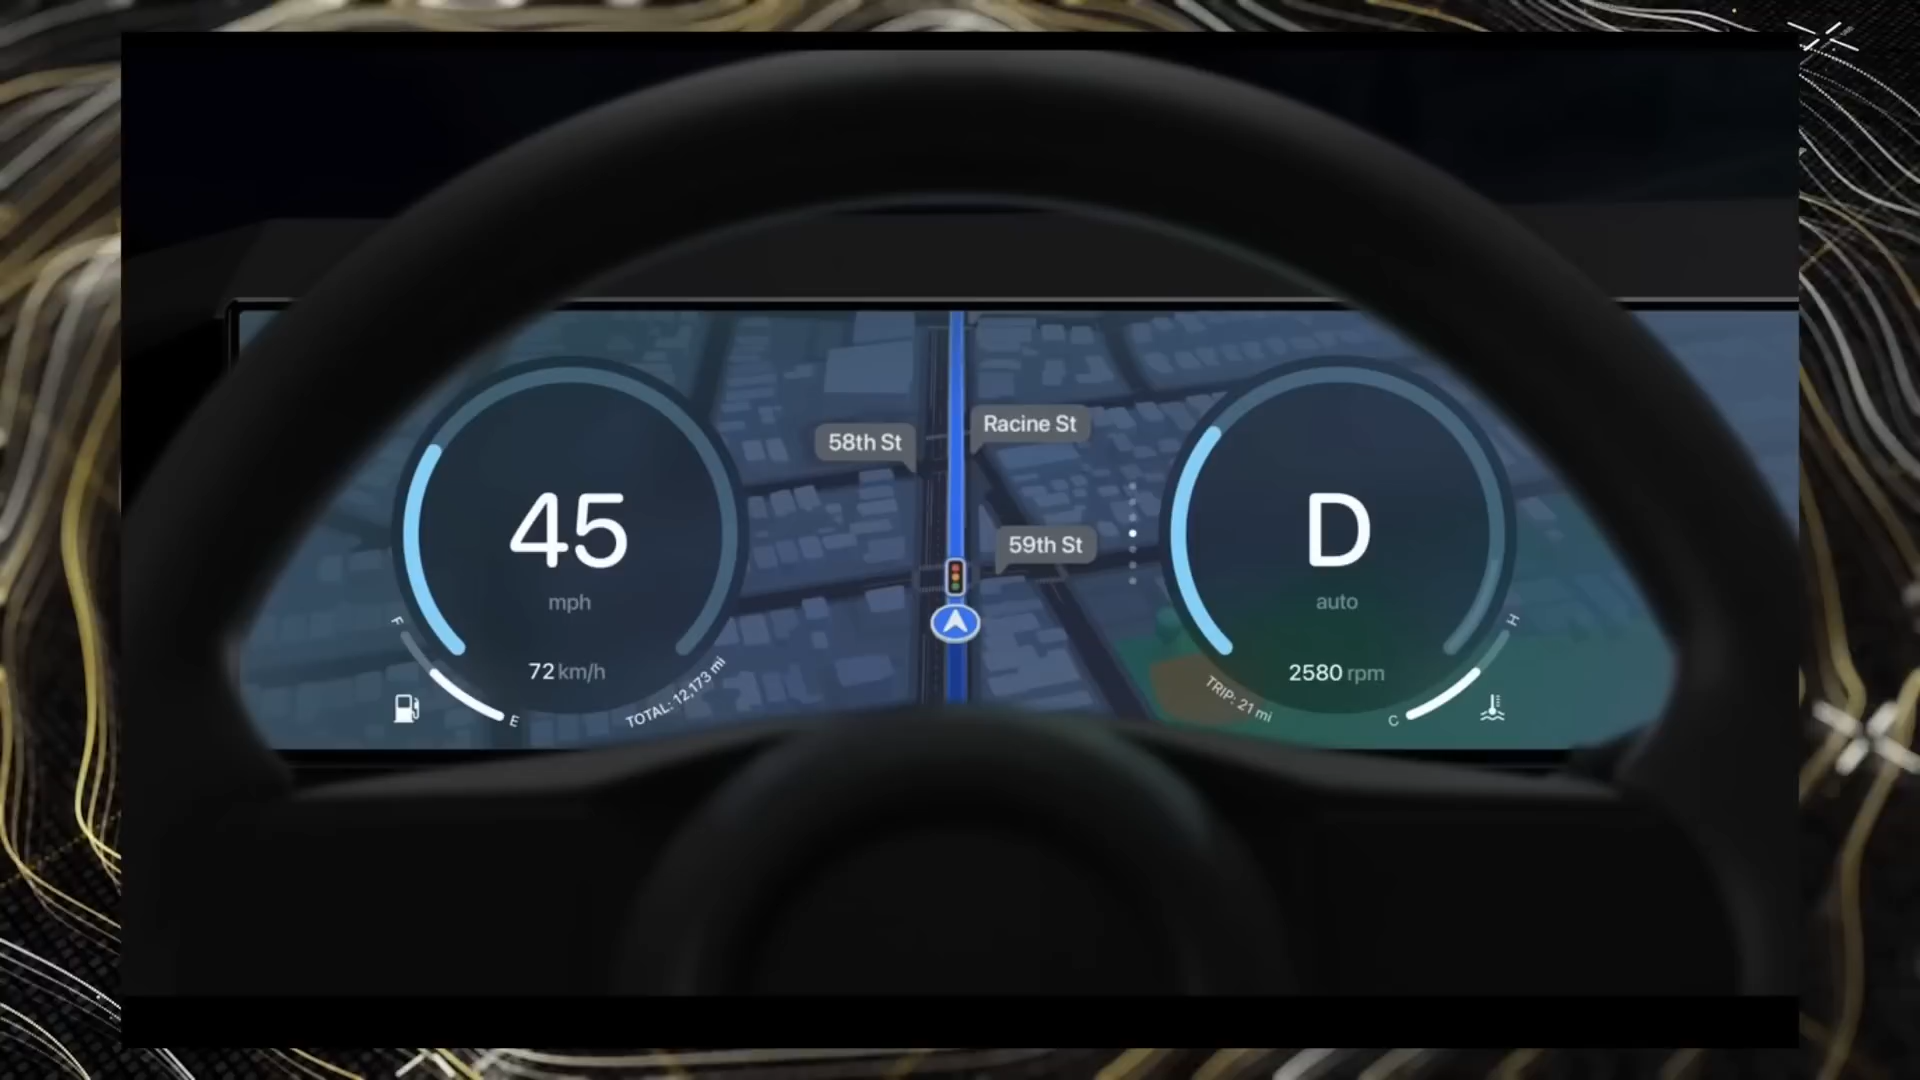 58th St
Racine St
59th St
45
mph
72 km/h
F
E
TOTAL: 12,173 mi
D
auto
2580 rpm
TRIP: 21 mi
C
H